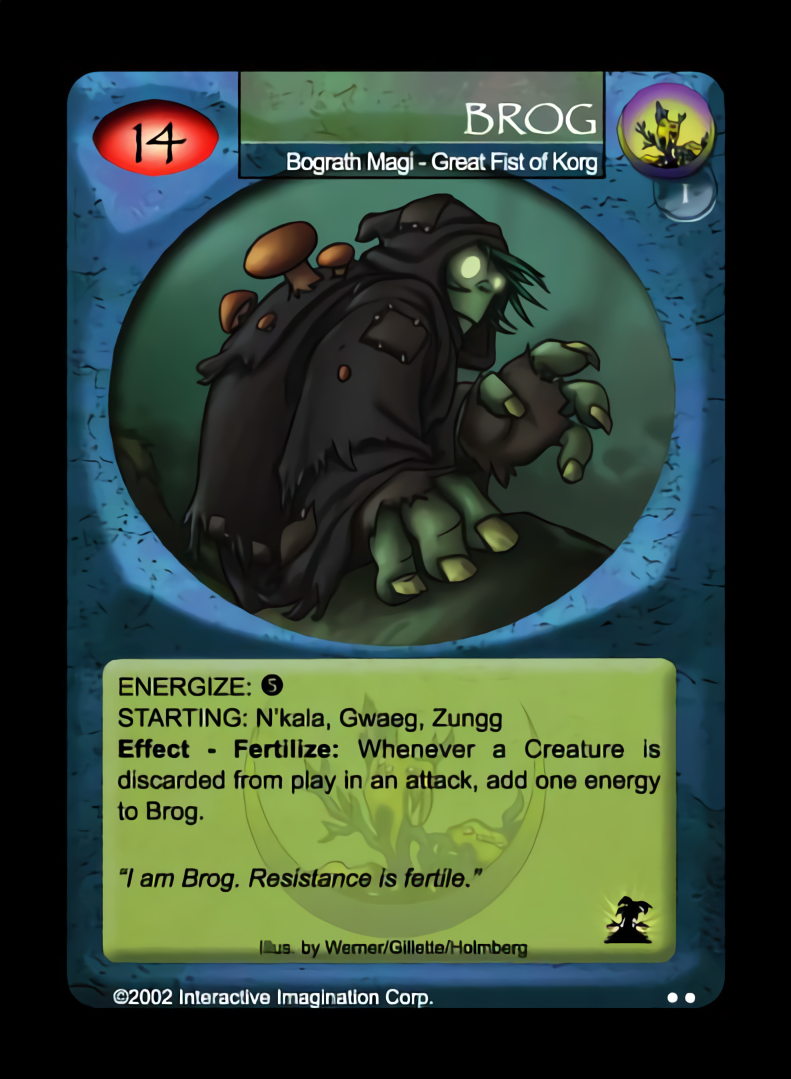 14
BROG
Bograth Magi - Great Fist of Korg
1
ENERGIZE: 5
STARTING: N'kala, Gwaeg, Zungg
Effect - Fertilize: Whenever a Creature is
discarded from play in an attack, add one energy
to Brog.
"I am Brog. Resistance is fertile."
Illus. by Werner/Gillette/Holmberg
©2002 Interactive Imagination Corp.